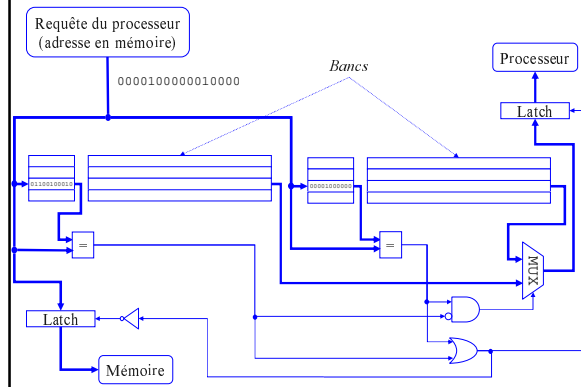 Requête du processeur
(adresse en mémoire)
0000100000010000
Bancs
Processeur
Latch
01100100010
00001000000
=
=
MUX
Latch
Mémoire